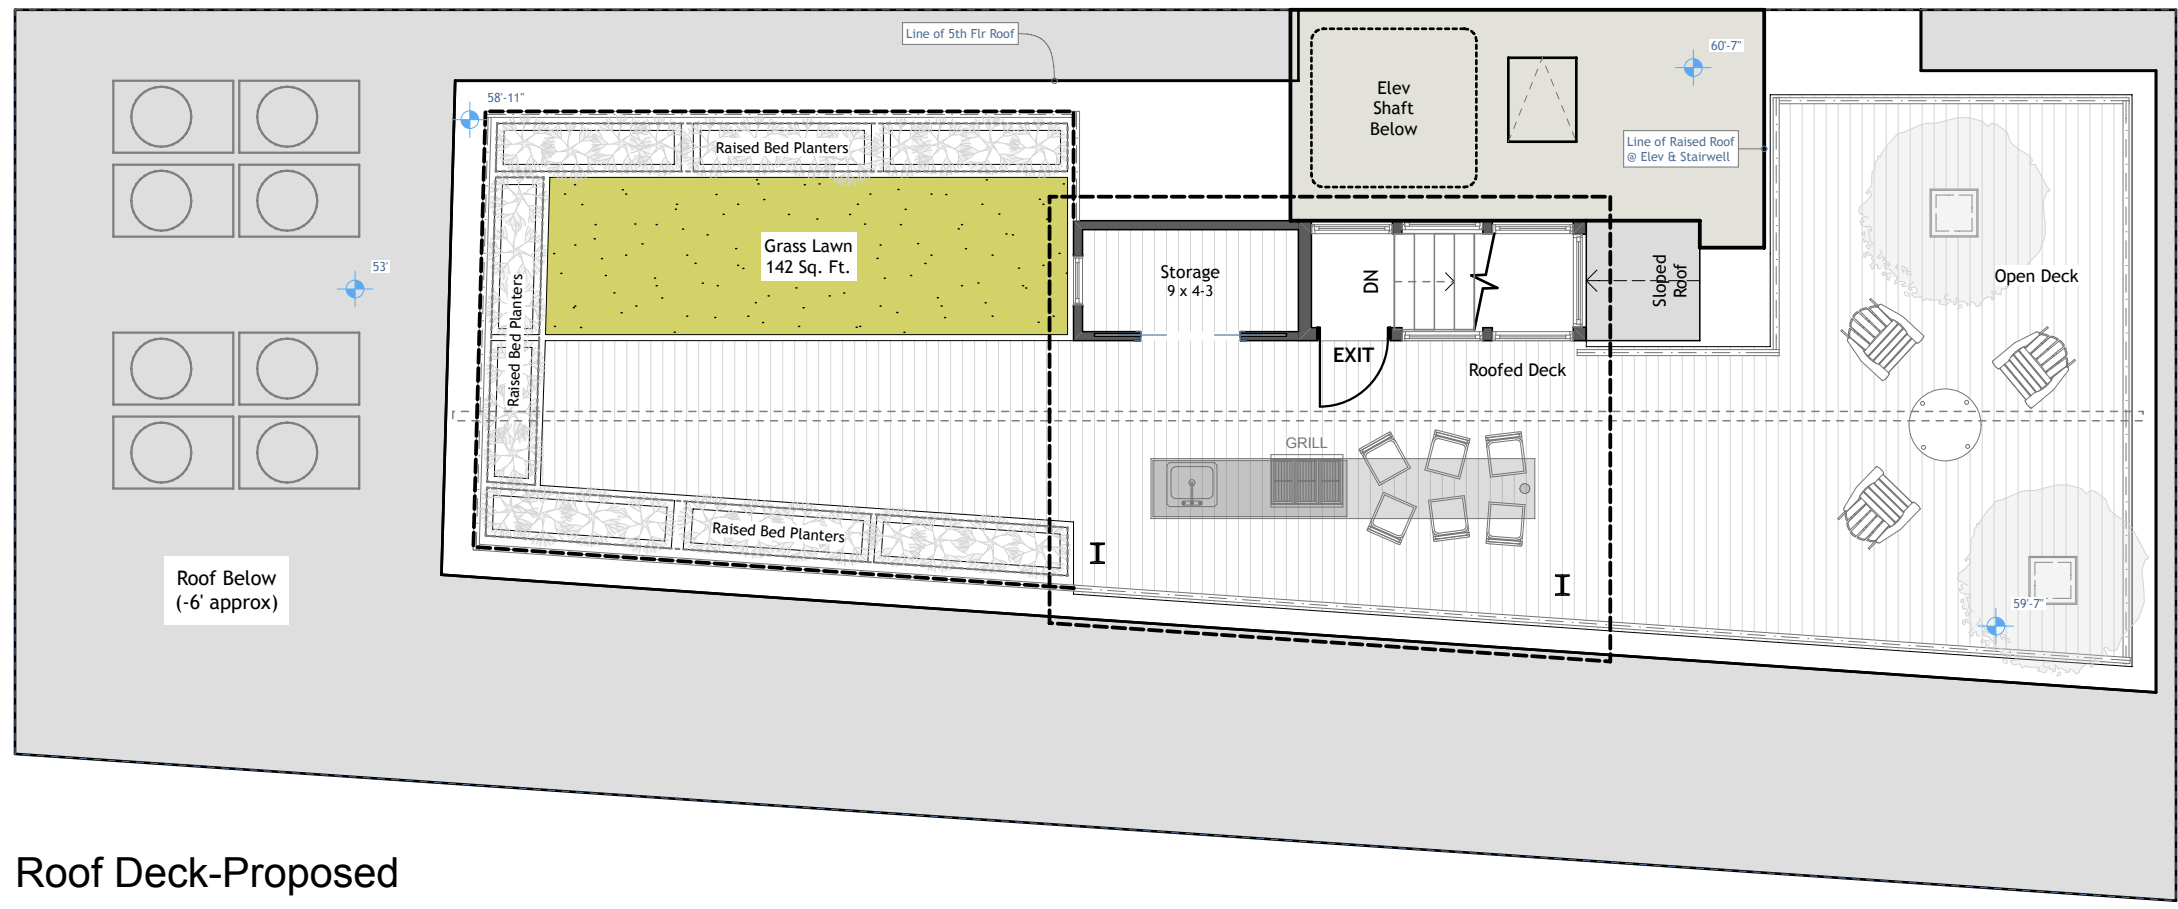 Line of 5th Flr Roof
60'-7"
Elev
Shaft
Below
58'-11"
Line of Raised Roof
@ Elev & Stairwell
Raised Bed Planters
Grass Lawn
142 Sq. Ft.
53'
Storage
9 x 4-3
DN
Sloped
Roof
Open Deck
Raised Bed Planters
EXIT
Roofed Deck
GRILL
Raised Bed Planters
I
I
Roof Below
(-6' approx)
59'-7"
Roof Deck-Proposed